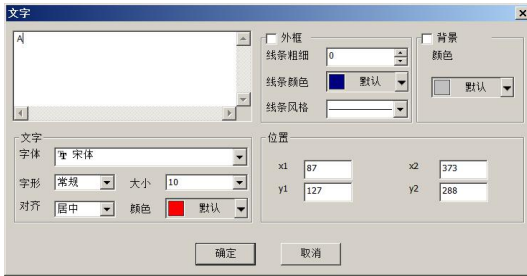 文字
A
外框
线条粗细 0
线条颜色 默认
线条风格
背景
颜色
默认
文字
字体 宋体
字形 常规 大小 10
对齐 居中 颜色 默认
位置
x1 87 x2 373
y1 127 y2 288
确定 取消